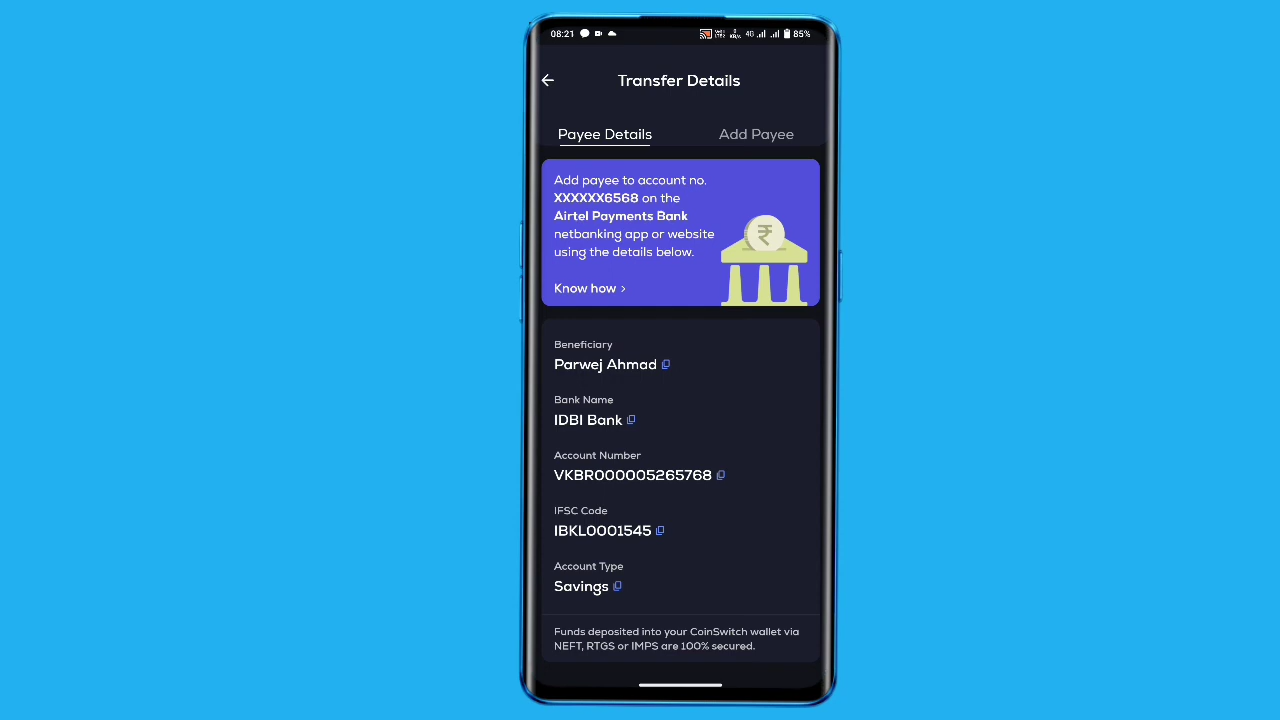 08:21 4G 85%
Transfer Details
Payee Details Add Payee
Add payee to account no.
XXXXXX6568 on the
Airtel Payments Bank
netbanking app or website
using the details below.
Know how >
₹
Beneficiary
Parwej Ahmad
Bank Name
IDBI Bank
Account Number
VKBR000005265768
IFSC Code
IBKL0001545
Account Type
Savings
Funds deposited into your CoinSwitch wallet via
NEFT, RTGS or IMPS are 100% secured.